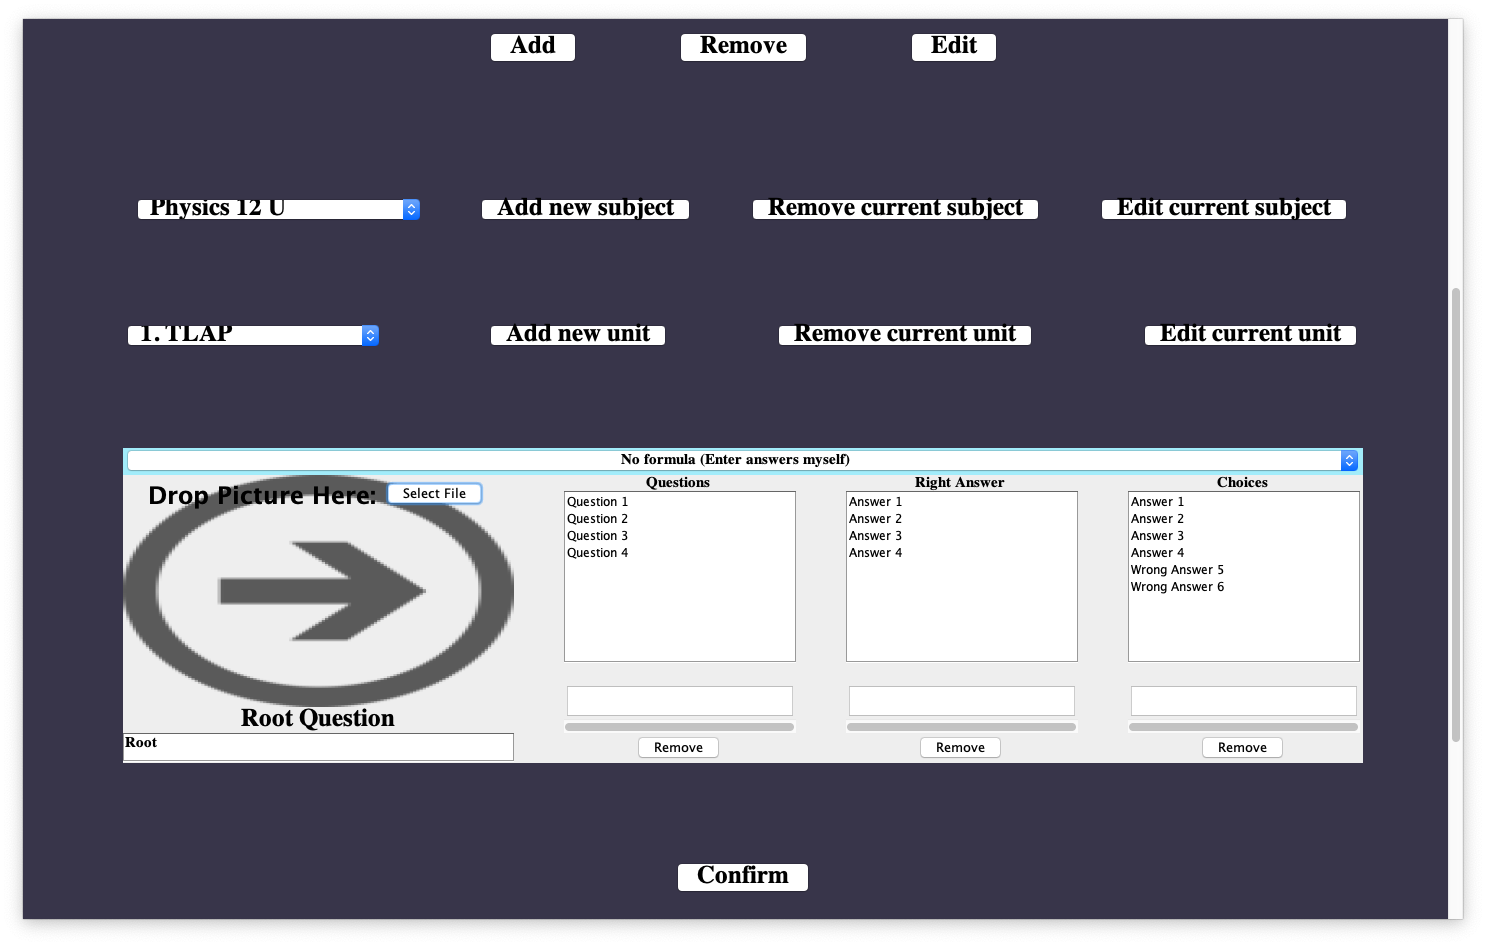 Add Remove Edit
Physics 12 U Add new subject Remove current subject Edit current subject
1. TLAP Add new unit Remove current unit Edit current unit
No formula (Enter answers myself)
Drop Picture Here: Select File
Root Question
Root
Questions
Question 1
Question 2
Question 3
Question 4
Remove
Right Answer
Answer 1
Answer 2
Answer 3
Answer 4
Remove
Choices
Answer 1
Answer 2
Answer 3
Answer 4
Wrong Answer 5
Wrong Answer 6
Remove
Confirm